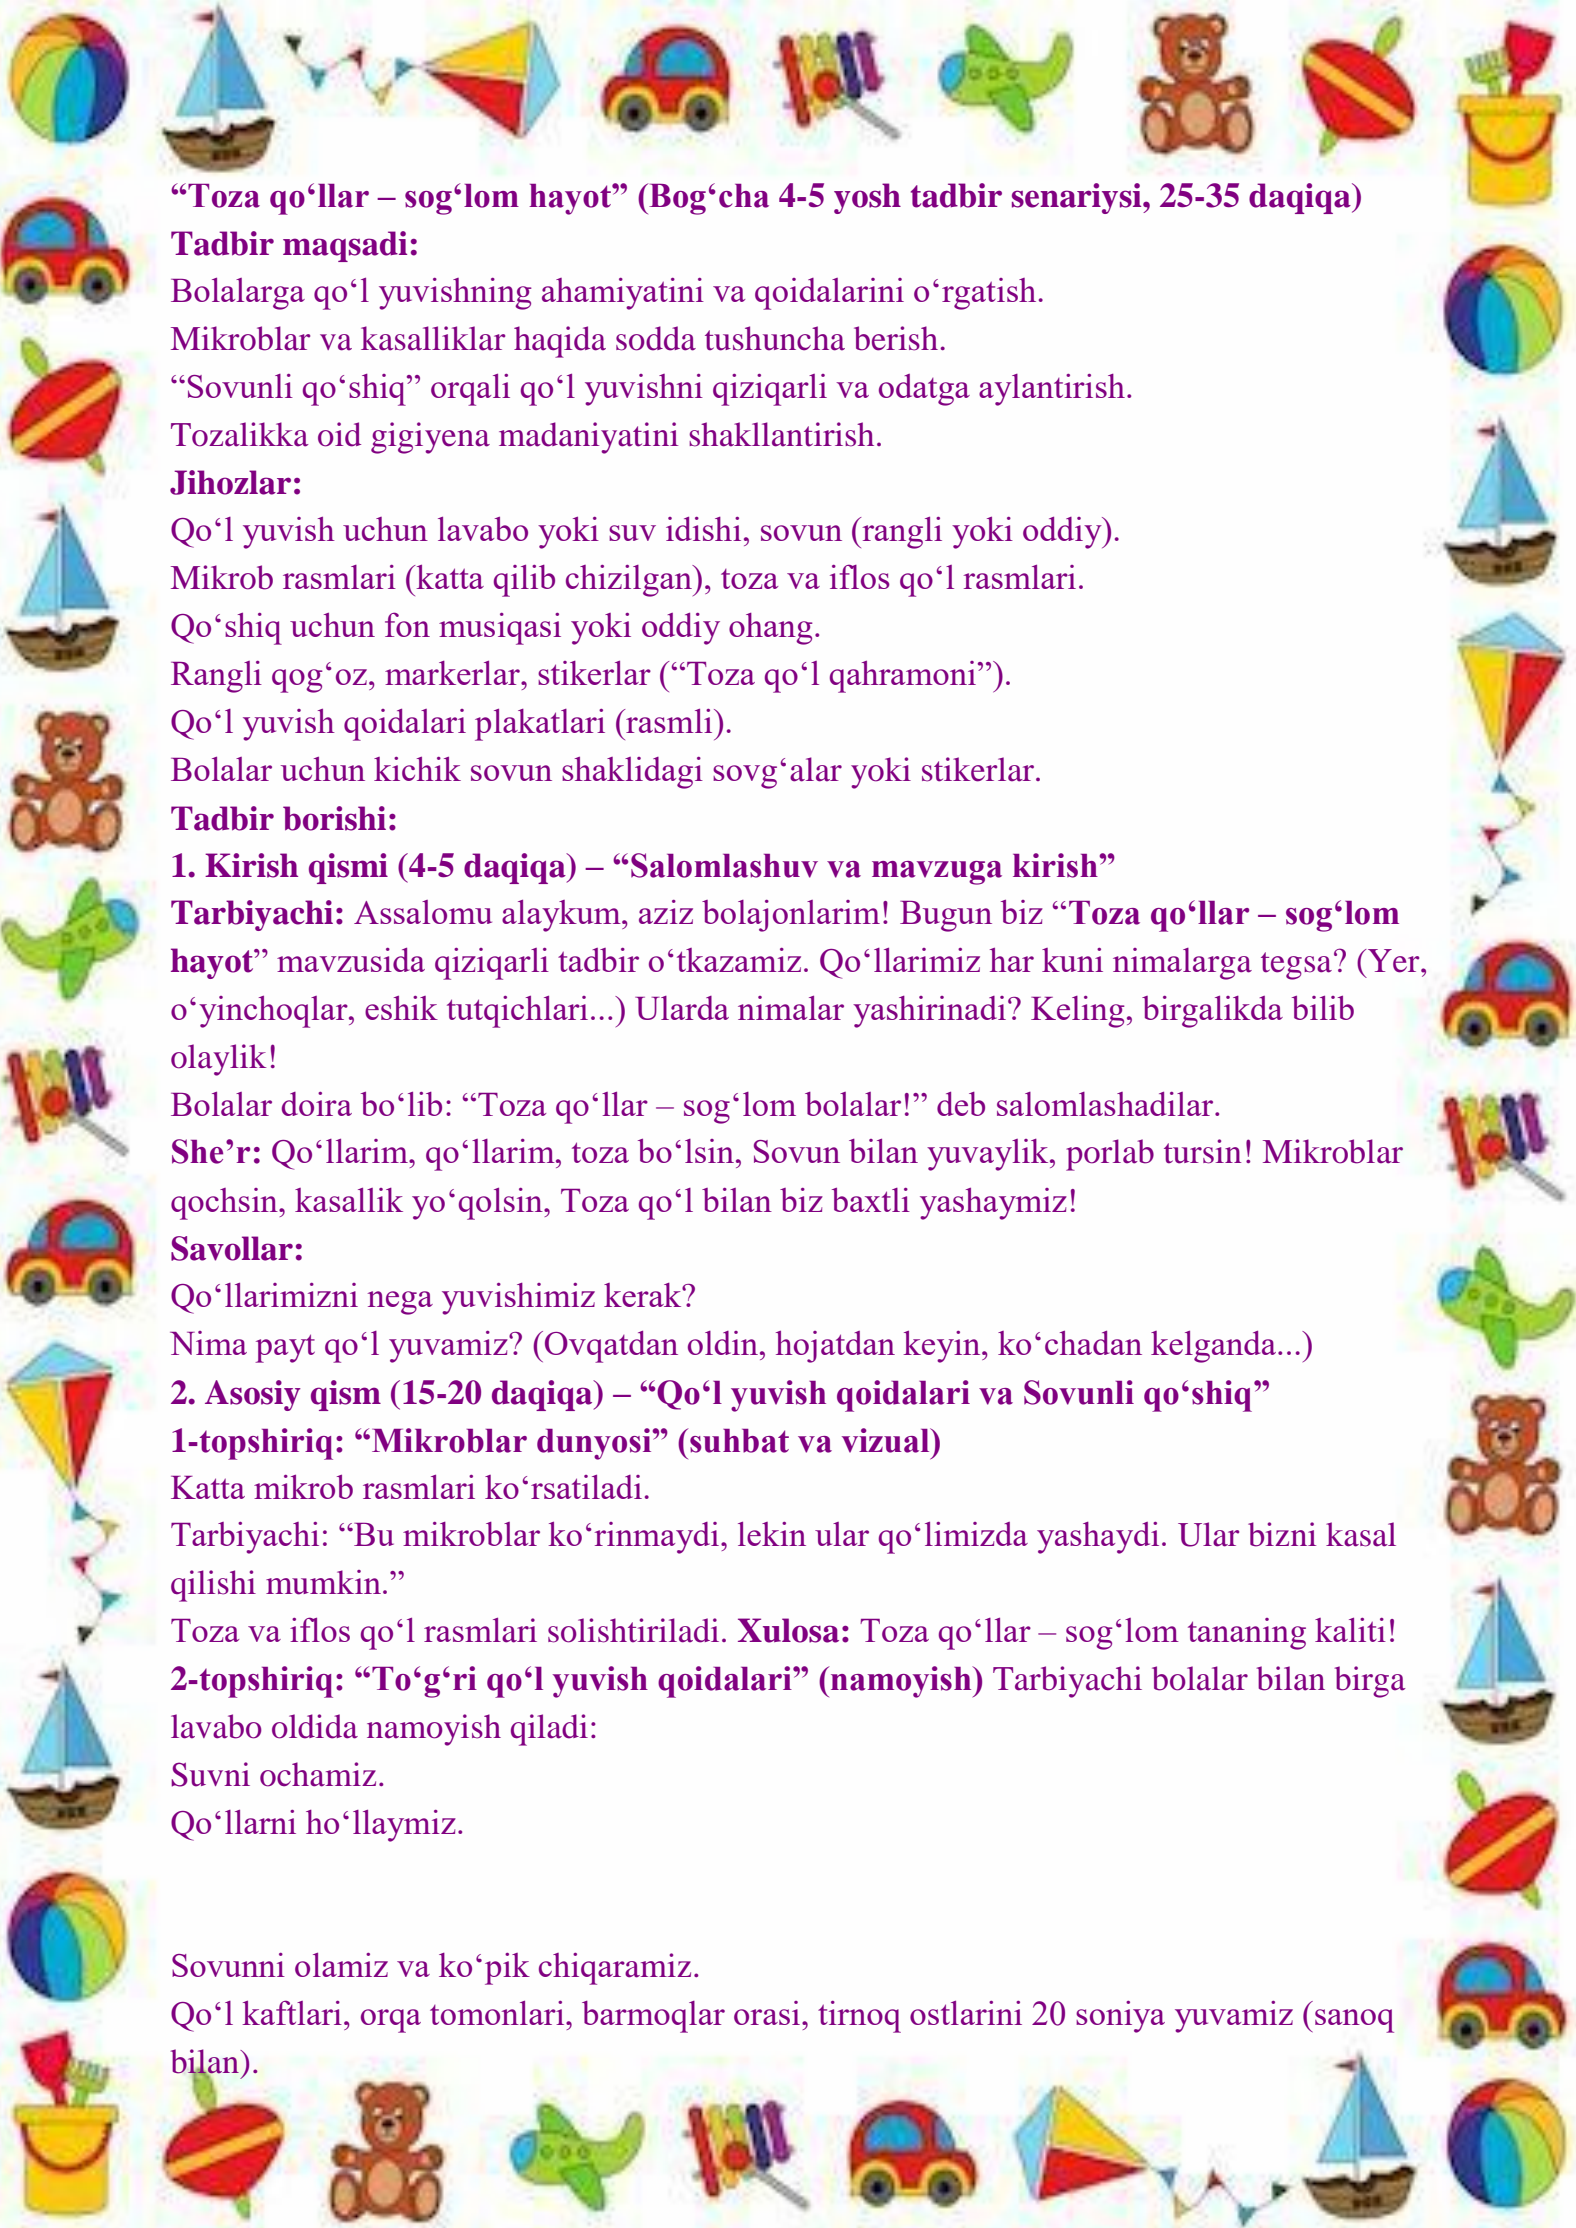 “Toza qo‘llar – sog‘lom hayot” (Bog‘cha 4-5 yosh tadbir senariysi, 25-35 daqiqa)
Tadbir maqsadi:
Bolalarga qo‘l yuvishning ahamiyatini va qoidalarini o‘rgatish.
Mikroblar va kasalliklar haqida sodda tushuncha berish.
“Sovunli qo‘shiq” orqali qo‘l yuvishni qiziqarli va odatga aylantirish.
Tozalikka oid gigiyena madaniyatini shakllantirish.
Jihozlar:
Qo‘l yuvish uchun lavabo yoki suv idishi, sovun (rangli yoki oddiy).
Mikrob rasmlari (katta qilib chizilgan), toza va iflos qo‘l rasmlari.
Qo‘shiq uchun fon musiqasi yoki oddiy ohang.
Rangli qog‘oz, markerlar, stikerlar (“Toza qo‘l qahramoni”).
Qo‘l yuvish qoidalari plakatlari (rasmli).
Bolalar uchun kichik sovun shaklidagi sovg‘alar yoki stikerlar.
Tadbir borishi:
1. Kirish qismi (4-5 daqiqa) – “Salomlashuv va mavzuga kirish”
Tarbiyachi: Assalomu alaykum, aziz bolajonlarim! Bugun biz “Toza qo‘llar – sog‘lom
hayot” mavzusida qiziqarli tadbir o‘tkazamiz. Qo‘llarimiz har kuni nimalarga tegsa? (Yer,
o‘yinchoqlar, eshik tutqichlari...) Ularda nimalar yashirinadi? Keling, birgalikda bilib
olaylik!
Bolalar doira bo‘lib: “Toza qo‘llar – sog‘lom bolalar!” deb salomlashadilar.
She’r: Qo‘llarim, qo‘llarim, toza bo‘lsin, Sovun bilan yuvaylik, porlab tursin! Mikroblar
qochsin, kasallik yo‘qolsin, Toza qo‘l bilan biz baxtli yashaymiz!
Savollar:
Qo‘llarimizni nega yuvishimiz kerak?
Nima payt qo‘l yuvamiz? (Ovqatdan oldin, hojatdan keyin, ko‘chadan kelganda...)
2. Asosiy qism (15-20 daqiqa) – “Qo‘l yuvish qoidalari va Sovunli qo‘shiq”
1-topshiriq: “Mikroblar dunyosi” (suhbat va vizual)
Katta mikrob rasmlari ko‘rsatiladi.
Tarbiyachi: “Bu mikroblar ko‘rinmaydi, lekin ular qo‘limizda yashaydi. Ular bizni kasal
qilishi mumkin.”
Toza va iflos qo‘l rasmlari solishtiriladi. Xulosa: Toza qo‘llar – sog‘lom tananing kaliti!
2-topshiriq: “To‘g‘ri qo‘l yuvish qoidalari” (namoyish) Tarbiyachi bolalar bilan birga
lavabo oldida namoyish qiladi:
Suvni ochamiz.
Qo‘llarni ho‘llaymiz.
Sovunni olamiz va ko‘pik chiqaramiz.
Qo‘l kaftlari, orqa tomonlari, barmoqlar orasi, tirnoq ostlarini 20 soniya yuvamiz (sanoq
bilan).